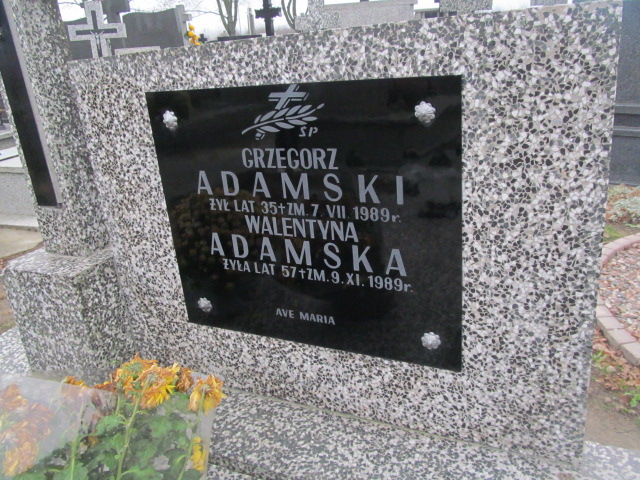 ŚP
GRZEGORZ
ADAMSKI
ŻYŁ LAT 35 + ZM. 7. VII. 1989 r.
WALENTYNA
ADAMSKA
ŻYŁA LAT 57 + ZM. 9. XI. 1989 r.
AVE MARIA